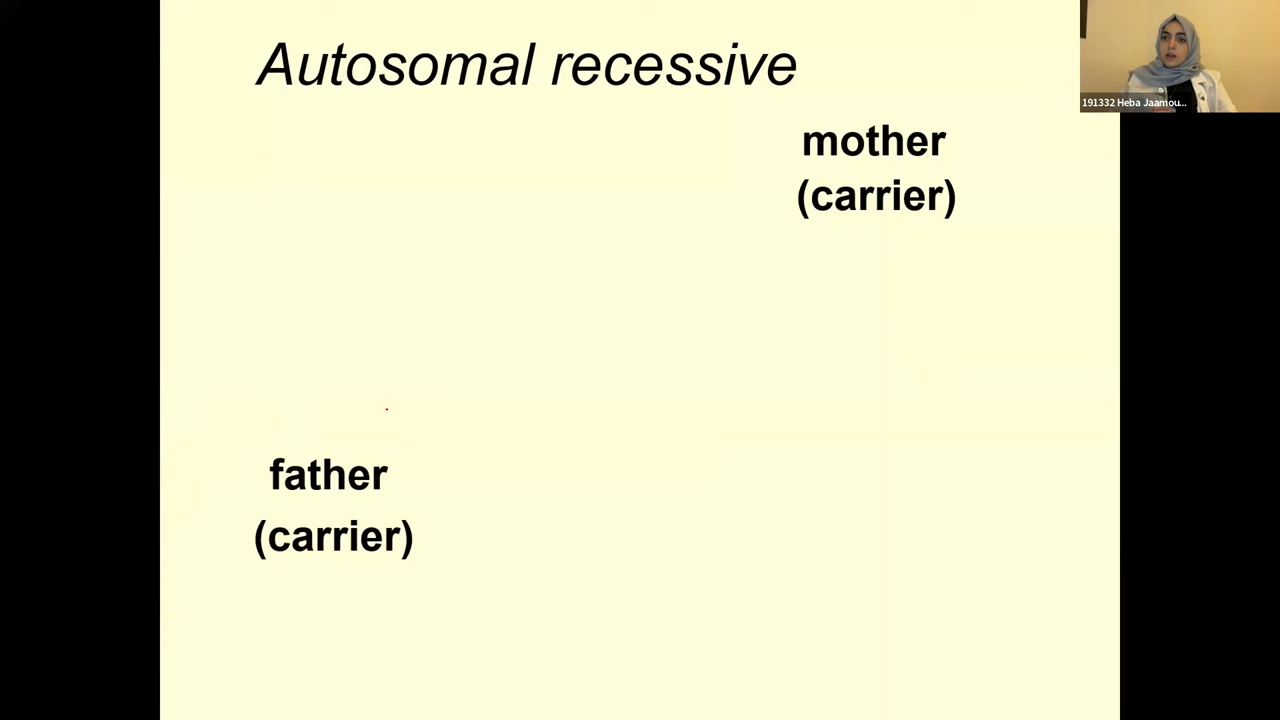 Autosomal recessive
191332 Heba Jaamou...
mother
(carrier)
father
(carrier)